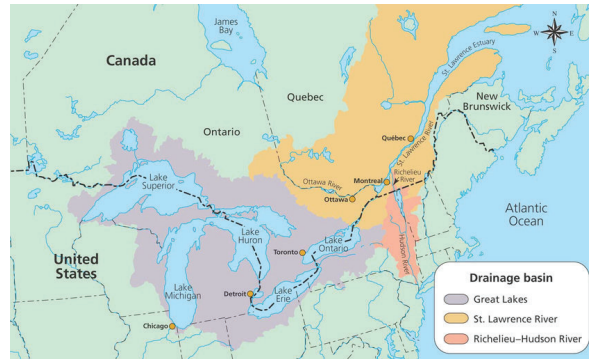 James
Bay
Canada
Quebec
Ontario
St. Lawrence Estuary
N
W
E
S
New
Brunswick
Québec
St. Lawrence River
Montreal
Richelieu
River
Ottawa River
Ottawa
Lake
Superior
Lake
Huron
Lake
Ontario
Toronto
Hudson River
Atlantic
Ocean
United
States
Lake
Michigan
Detroit
Lake
Erie
Chicago
Drainage basin
Great Lakes
St. Lawrence River
Richelieu–Hudson River